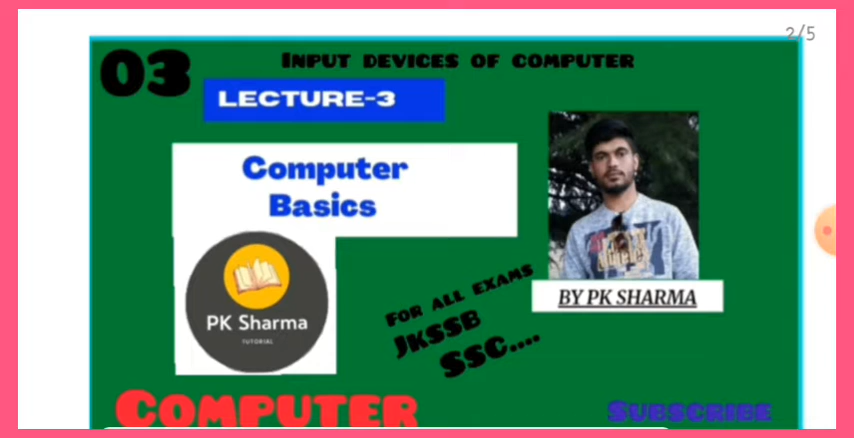 2/5
03
INPUT DEVICES OF COMPUTER
LECTURE-3
Computer
Basics
PK Sharma
TUTORIAL
FOR ALL EXAMS
JKSSB
SSC....
BY PK SHARMA
COMPUTER
SUBSCRIBE